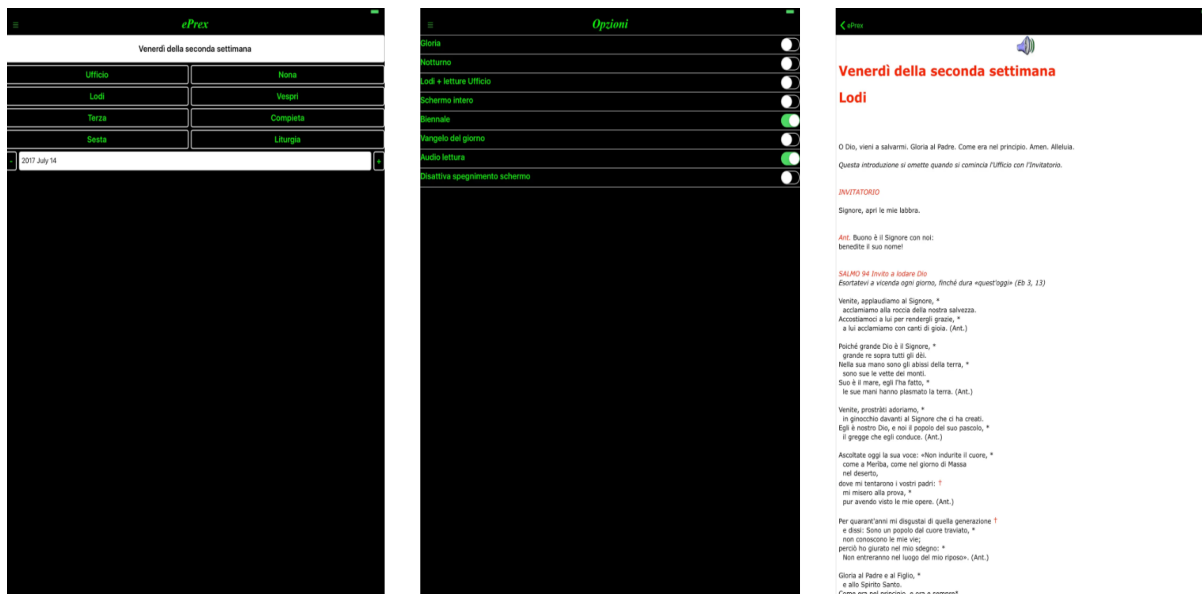 ePrex
Venerdì della seconda settimana
Ufficio
Nona
Lodi
Vespri
Terza
Compieta
Sesta
Liturgia
- 2017 July 14 +
Opzioni
Gloria
Notturno
Lodi + letture Ufficio
Schermo intero
Biennale
Vangelo del giorno
Audio lettura
Disattiva spegnimento schermo
ePrex
Venerdì della seconda settimana
Lodi
O Dio, vieni a salvarmi. Gloria al Padre. Come era nel principio. Amen. Alleluia.
Questa introduzione si omette quando si comincia l'Ufficio con l'Invitatorio.
INVITATORIO
Signore, apri le mie labbra.
Ant. Buono è il Signore con noi:
benedite il suo nome!
SALMO 94 Invito a lodare Dio
Esortatevi a vicenda ogni giorno, finché dura «quest'oggi» (Eb 3, 13)
Venite, applaudiamo al Signore, *
acclamiamo alla roccia della nostra salvezza.
Accostiamoci a lui per rendergli grazie, *
a lui acclamiamo con canti di gioia. (Ant.)
Poiché grande Dio è il Signore, *
grande re sopra tutti gli dèi.
Nella sua mano sono gli abissi della terra, *
sono sue le vette dei monti.
Suo è il mare, egli l'ha fatto, *
le sue mani hanno plasmato la terra. (Ant.)
Venite, prostràti adoriamo, *
in ginocchio davanti al Signore che ci ha creati.
Egli è nostro Dio, e noi il popolo del suo pascolo, *
il gregge che egli conduce. (Ant.)
Ascoltate oggi la sua voce: «Non indurite il cuore, *
come a Merìba, come nel giorno di Massa
nel deserto,
dove mi tentarono i vostri padri: †
mi misero alla prova, *
pur avendo visto le mie opere. (Ant.)
Per quarant'anni mi disgustai di quella generazione †
e dissi: Sono un popolo dal cuore traviato, *
non conoscono le mie vie;
perciò ho giurato nel mio sdegno: *
Non entreranno nel luogo del mio riposo». (Ant.)
Gloria al Padre e al Figlio, *
e allo Spirito Santo.
Come era nel principio, e ora e sempre*